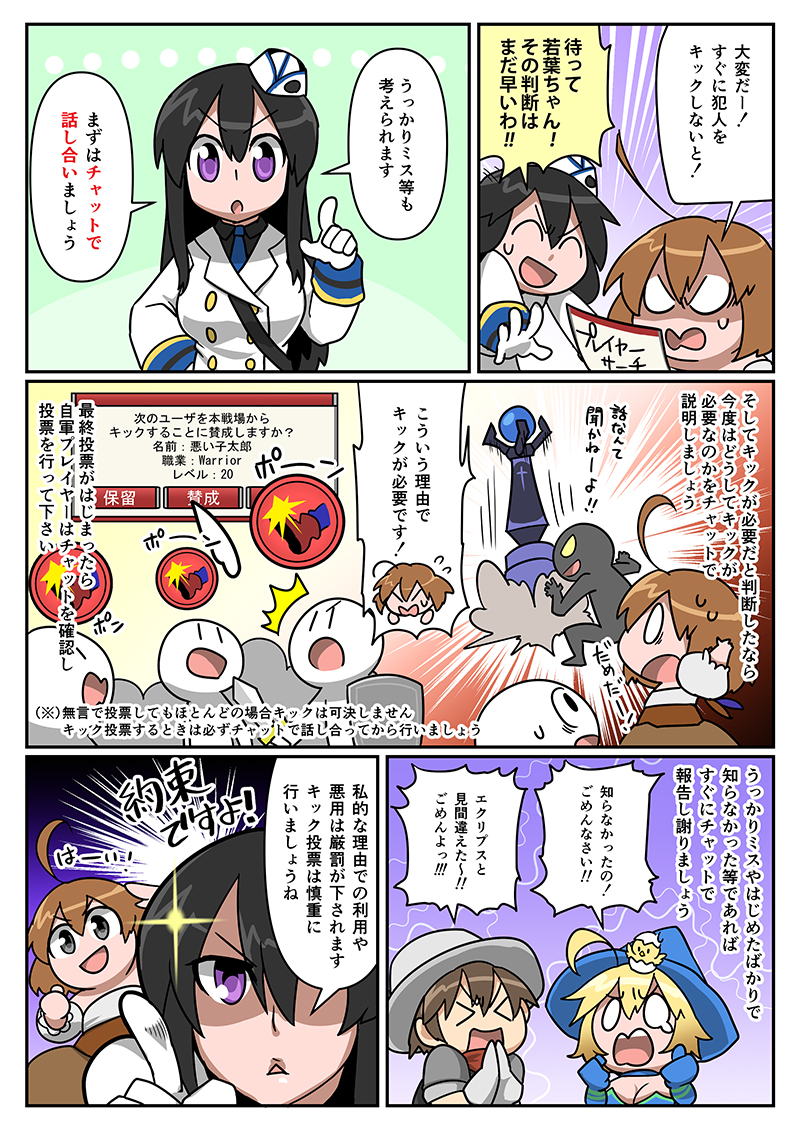 大変だー！
すぐに犯人を
キックしないと！
待って
若葉ちゃん！
その判断は
まだ早いわ!!
プレイヤー
サーチ
うっかりミス等も
考えられます
まずはチャットで
話し合いましょう
そしてキックが必要だと判断したなら
今度はどうしてキックが
必要なのかをチャットで
説明しましょう
話なんて
聞かねーよ!!
だめだー!!
こういう理由で
キックが必要です！
次のユーザを本戦場から
キックすることに賛成しますか？
名前：悪い子太郎
職業：Warrior
レベル：20
保留
賛成
ポーン
ポーン
ポン
最終投票がはじまったら
自軍プレイヤーはチャットを確認し
投票を行って下さい
(※)無言で投票してもほとんどの場合キックは可決しません
キック投票するときは必ずチャットで話し合ってから行いましょう
うっかりミスやはじめたばかりで
知らなかった等であれば
すぐにチャットで
報告し謝りましょう
知らなかったの！
ごめんなさい!!
エクリプスと
見間違えた〜!!
ごめんよっ!!!
私的な理由での利用や
悪用は厳罰が下されます
キック投票は慎重に
行いましょうね
約束
ですよ！
はーい！